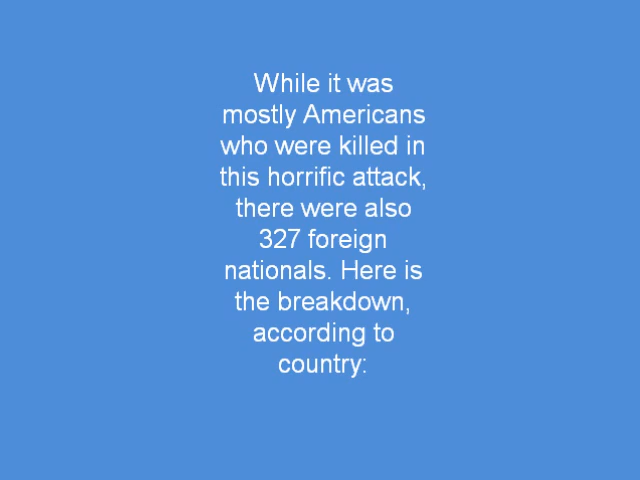 While it was
mostly Americans
who were killed in
this horrific attack,
there were also
327 foreign
nationals. Here is
the breakdown,
according to
country: